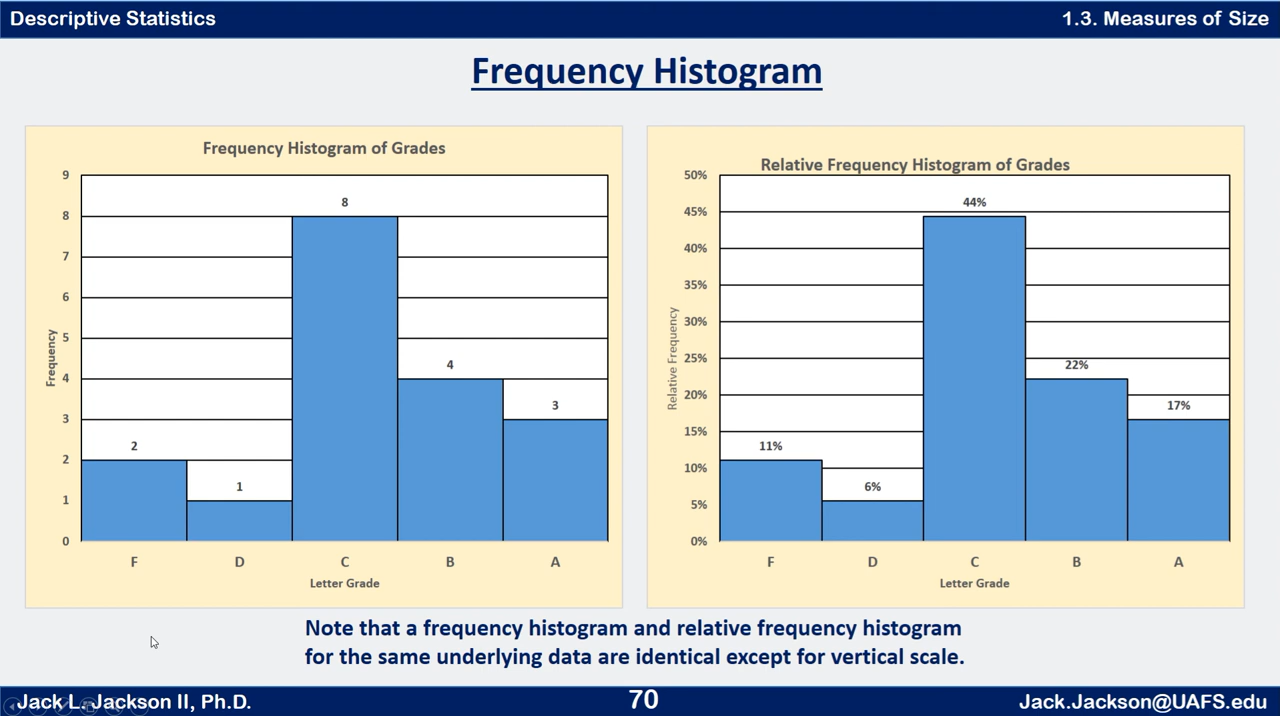 Descriptive Statistics
1.3. Measures of Size
Frequency Histogram
Frequency Histogram of Grades
9
8
7
6
5
4
3
2
1
0
Frequency
2
1
8
4
3
F D C B A
Letter Grade
Relative Frequency Histogram of Grades
50%
45%
40%
35%
30%
25%
20%
15%
10%
5%
0%
Relative Frequency
11%
6%
44%
22%
17%
F D C B A
Letter Grade
Note that a frequency histogram and relative frequency histogram
for the same underlying data are identical except for vertical scale.
Jack L. Jackson II, Ph.D.
70
Jack.Jackson@UAFS.edu